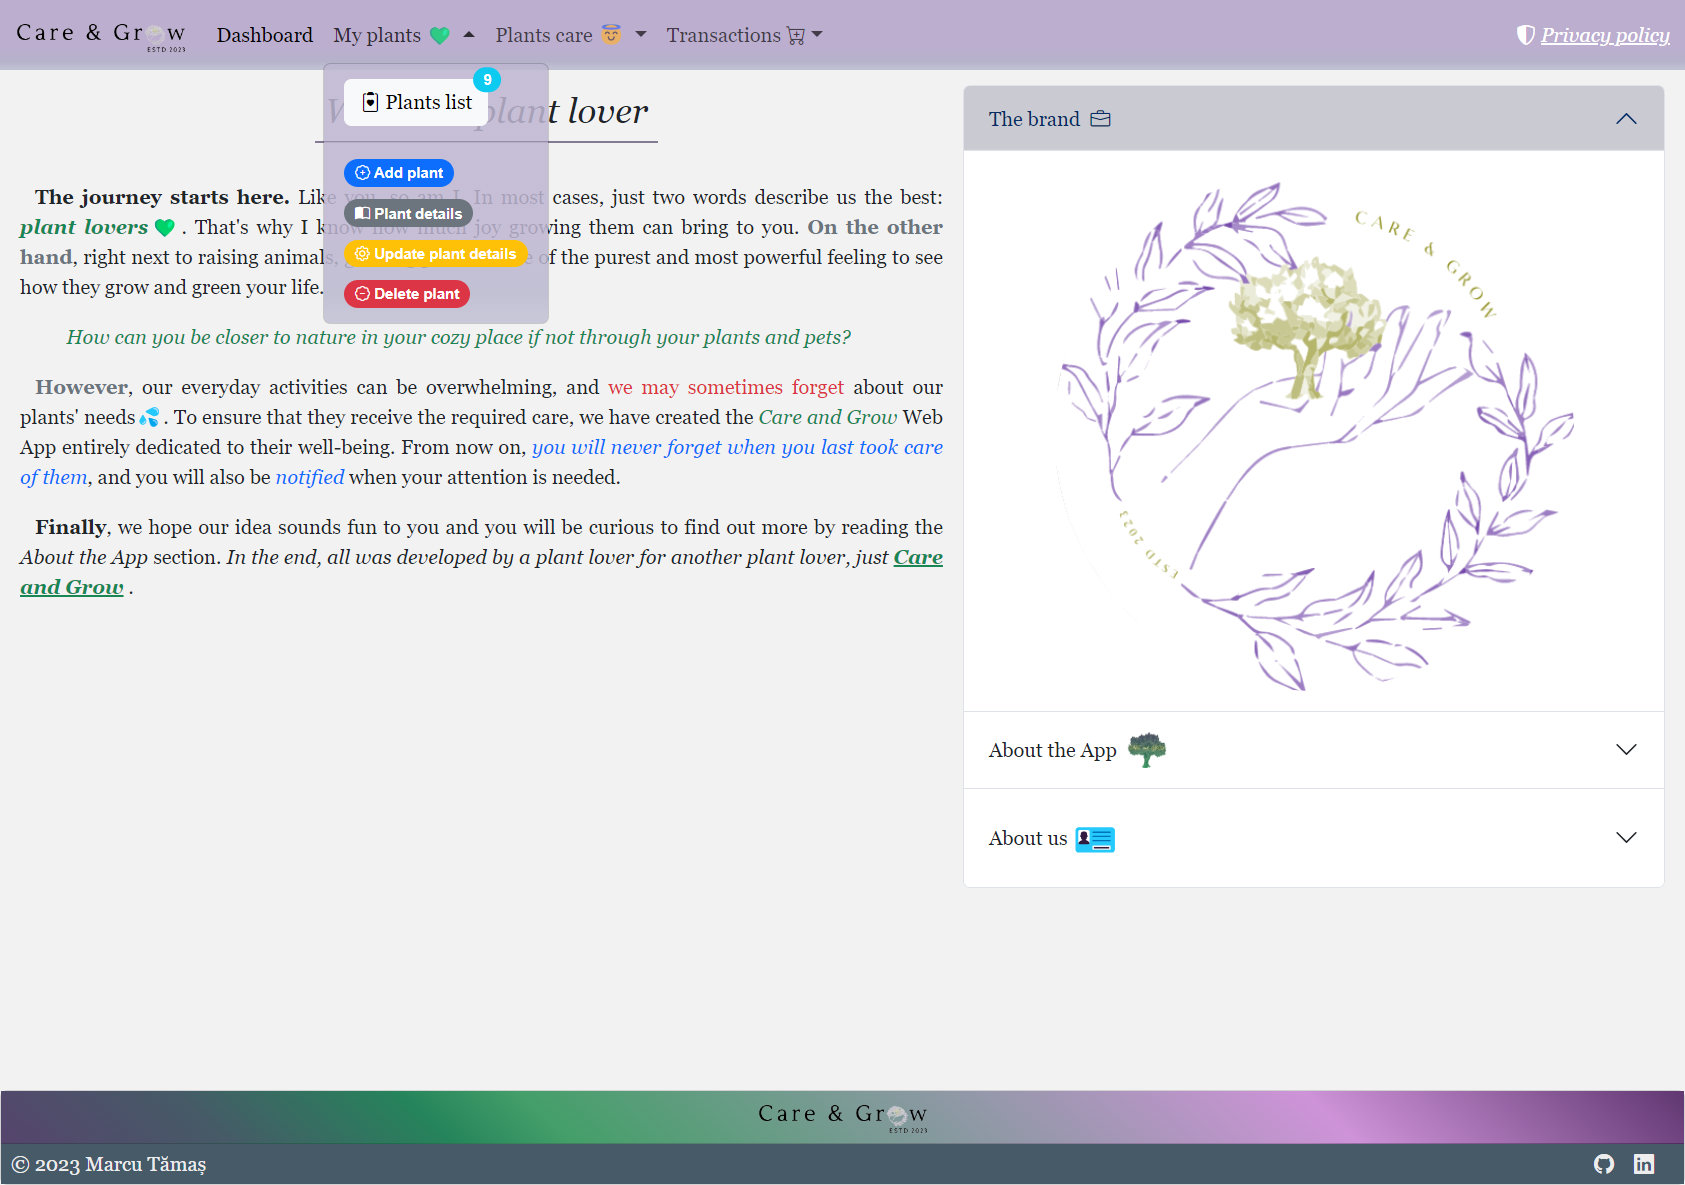 Care & Grow
ESTD 2023
Dashboard
My plants
Plants care
Transactions
Privacy policy
Plants list
9
plant lover
Add plant
Plant details
Update plant details
Delete plant
The journey starts here. Like you, so am I. In most cases, just two words describe us the best:
plant lovers . That's why I know how much joy growing them can bring to you. On the other
hand, right next to raising animals, of the purest and most powerful feeling to see
how they grow and green your life.
How can you be closer to nature in your cozy place if not through your plants and pets?
However, our everyday activities can be overwhelming, and we may sometimes forget about our
plants' needs . To ensure that they receive the required care, we have created the Care and Grow Web
App entirely dedicated to their well-being. From now on, you will never forget when you last took care
of them, and you will also be notified when your attention is needed.
Finally, we hope our idea sounds fun to you and you will be curious to find out more by reading the
About the App section. In the end, all was developed by a plant lover for another plant lover, just Care
and Grow .
The brand
CARE & GROW
ESTD 2023
About the App
About us
Care & Grow
ESTD 2023
© 2023 Marcu Tămaș